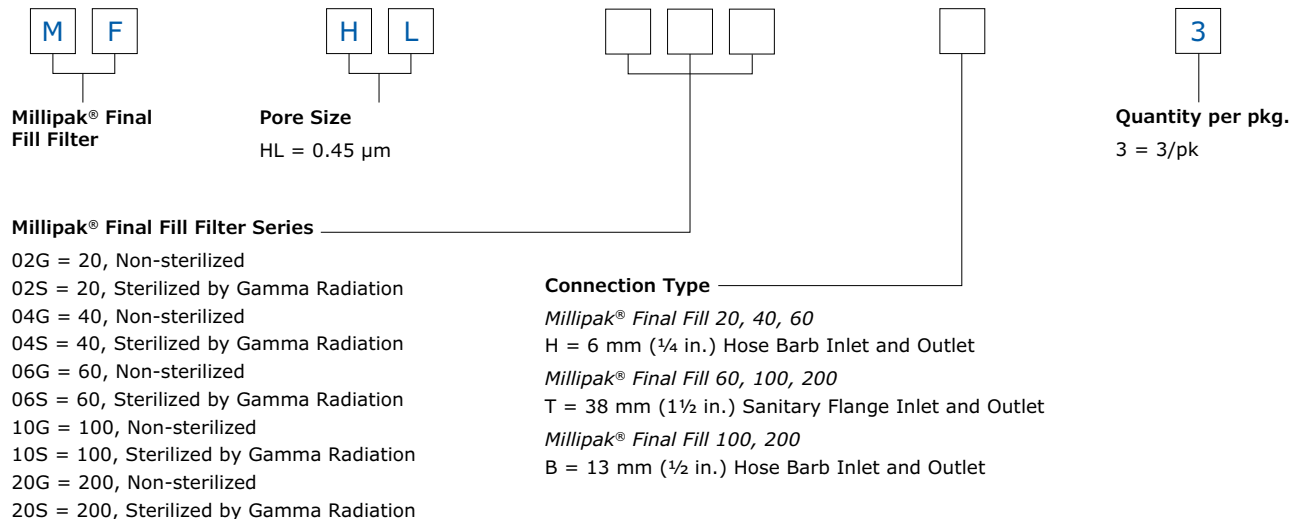 M F H L 3
Millipak® Final
Fill Filter
Pore Size
HL = 0.45 µm
Quantity per pkg.
3 = 3/pk
Millipak® Final Fill Filter Series
02G = 20, Non-sterilized
02S = 20, Sterilized by Gamma Radiation
04G = 40, Non-sterilized
04S = 40, Sterilized by Gamma Radiation
06G = 60, Non-sterilized
06S = 60, Sterilized by Gamma Radiation
10G = 100, Non-sterilized
10S = 100, Sterilized by Gamma Radiation
20G = 200, Non-sterilized
20S = 200, Sterilized by Gamma Radiation
Connection Type
Millipak® Final Fill 20, 40, 60
H = 6 mm (¼ in.) Hose Barb Inlet and Outlet
Millipak® Final Fill 60, 100, 200
T = 38 mm (1½ in.) Sanitary Flange Inlet and Outlet
Millipak® Final Fill 100, 200
B = 13 mm (½ in.) Hose Barb Inlet and Outlet